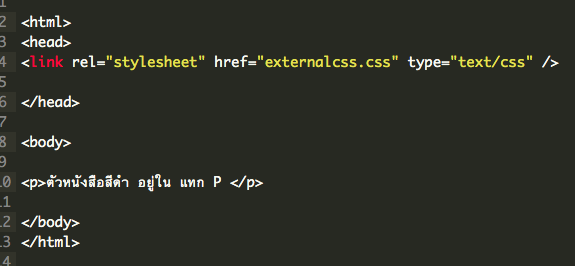 1
2 <html>
3 <head>
4 <link rel="stylesheet" href="externalcss.css" type="text/css" />
5
6 </head>
7
8 <body>
9
10 <p>ตัวหนังสือสีดำ อยู่ใน แทก P </p>
11
12 </body>
13 </html>
14